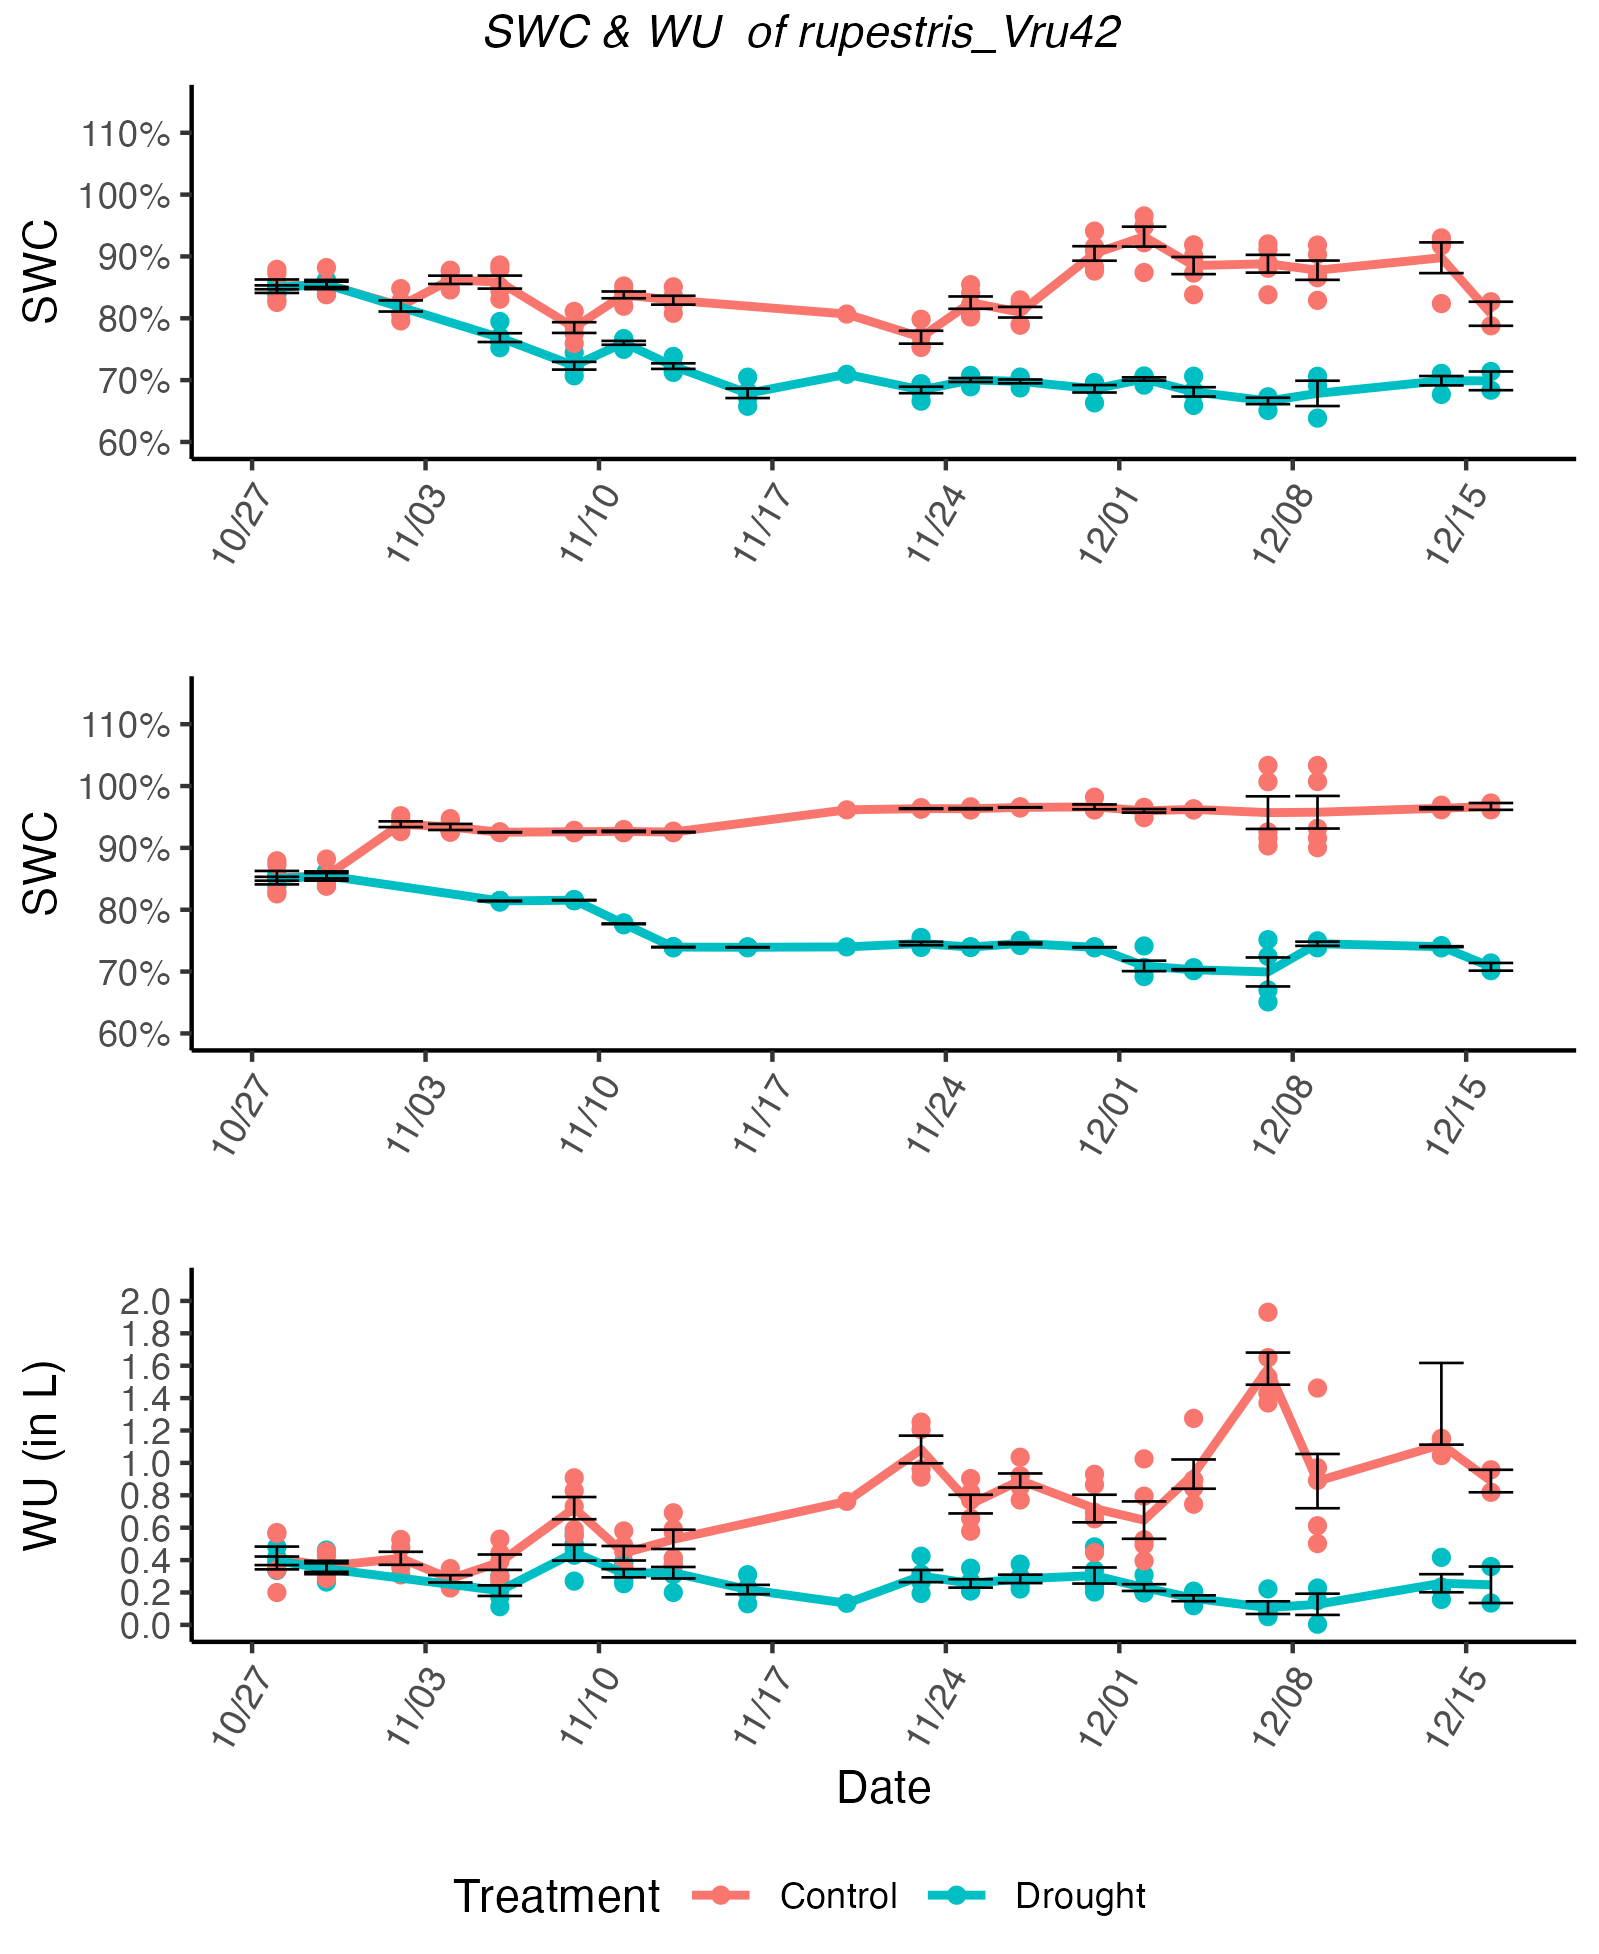 SWC & WU of rupestris_Vru42
SWC
110%
100%
90%
80%
70%
60%
10/27 11/03 11/10 11/17 11/24 12/01 12/08 12/15
SWC
110%
100%
90%
80%
70%
60%
10/27 11/03 11/10 11/17 11/24 12/01 12/08 12/15
WU (in L)
2.0
1.8
1.6
1.4
1.2
1.0
0.8
0.6
0.4
0.2
0.0
10/27 11/03 11/10 11/17 11/24 12/01 12/08 12/15
Date
Treatment Control Drought